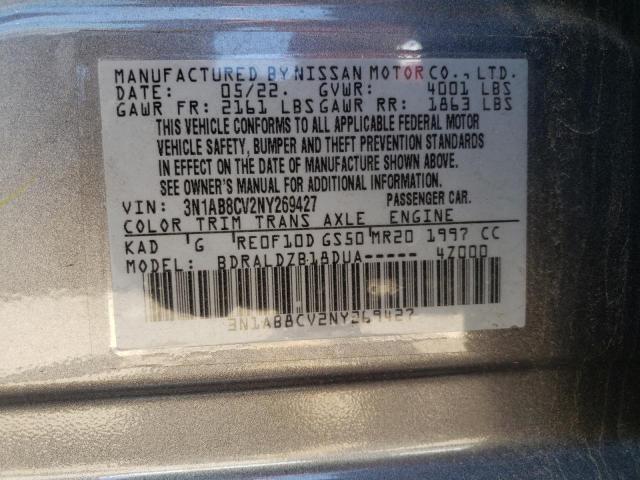 MANUFACTURED BY NISSAN MOTOR CO., LTD.
DATE: 05/22. GVWR: 4001 LBS
GAWR FR: 2161 LBS GAWR RR: 1863 LBS
THIS VEHICLE CONFORMS TO ALL APPLICABLE FEDERAL MOTOR
VEHICLE SAFETY, BUMPER AND THEFT PREVENTION STANDARDS
IN EFFECT ON THE DATE OF MANUFACTURE SHOWN ABOVE.
SEE OWNER'S MANUAL FOR ADDITIONAL INFORMATION.
VIN: 3N1AB8CV2NY269427 PASSENGER CAR.
COLOR TRIM TRANS AXLE ENGINE
KAD G RE0F10D GS50 MR20 1997 CC
MODEL: BDRALDZB18DUA----- 4Z000
3N1AB8CV2NY269427